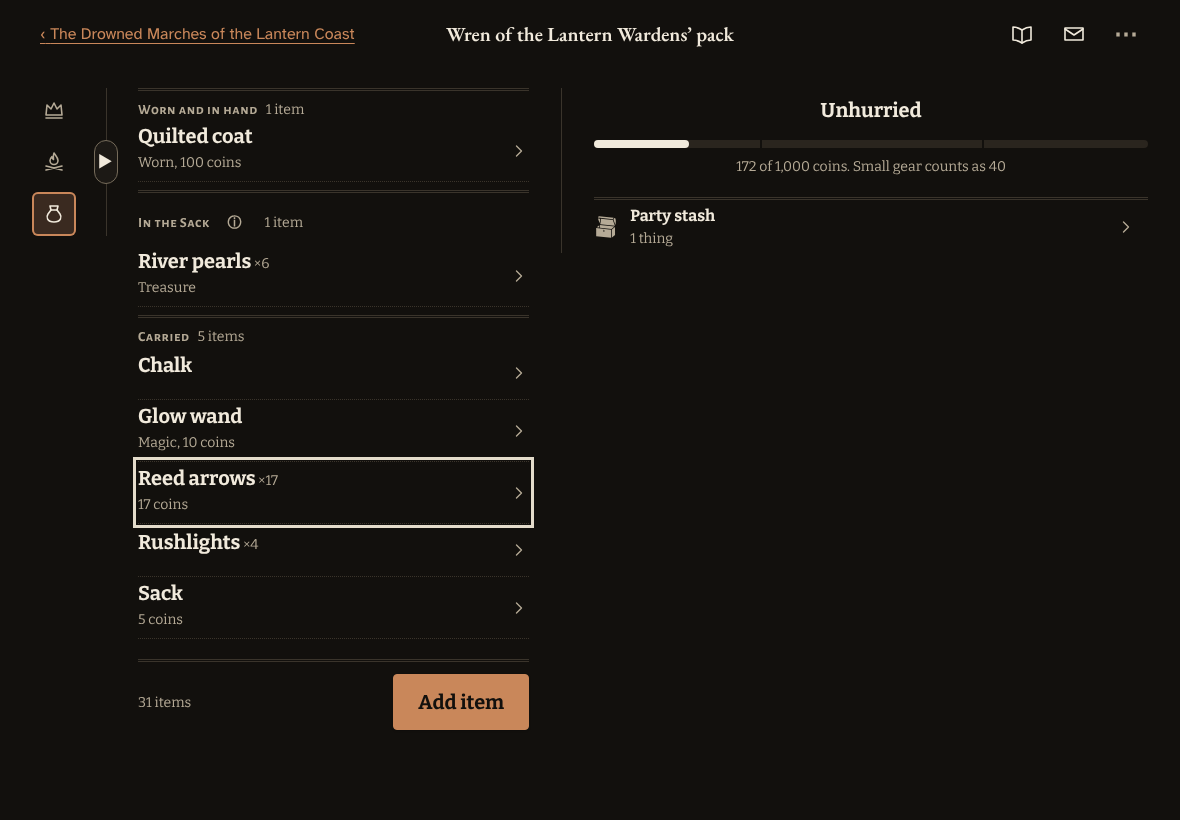 ‹ The Drowned Marches of the Lantern Coast
Wren of the Lantern Wardens’ pack
Worn and in hand 1 item
Quilted coat
Worn, 100 coins
In the Sack 1 item
River pearls ×6
Treasure
Carried 5 items
Chalk
Glow wand
Magic, 10 coins
Reed arrows ×17
17 coins
Rushlights ×4
Sack
5 coins
31 items
Add item
Unhurried
172 of 1,000 coins. Small gear counts as 40
Party stash
1 thing